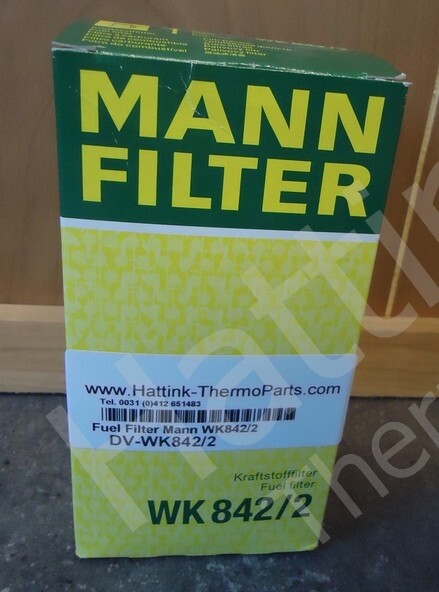 MANN
FILTER
www.Hattink-ThermoParts.com
Tel. 0031 (0)412 651483
Fuel Filter Mann WK842/2
DV-WK842/2
Kraftstofffilter
Fuel filter
WK 842/2